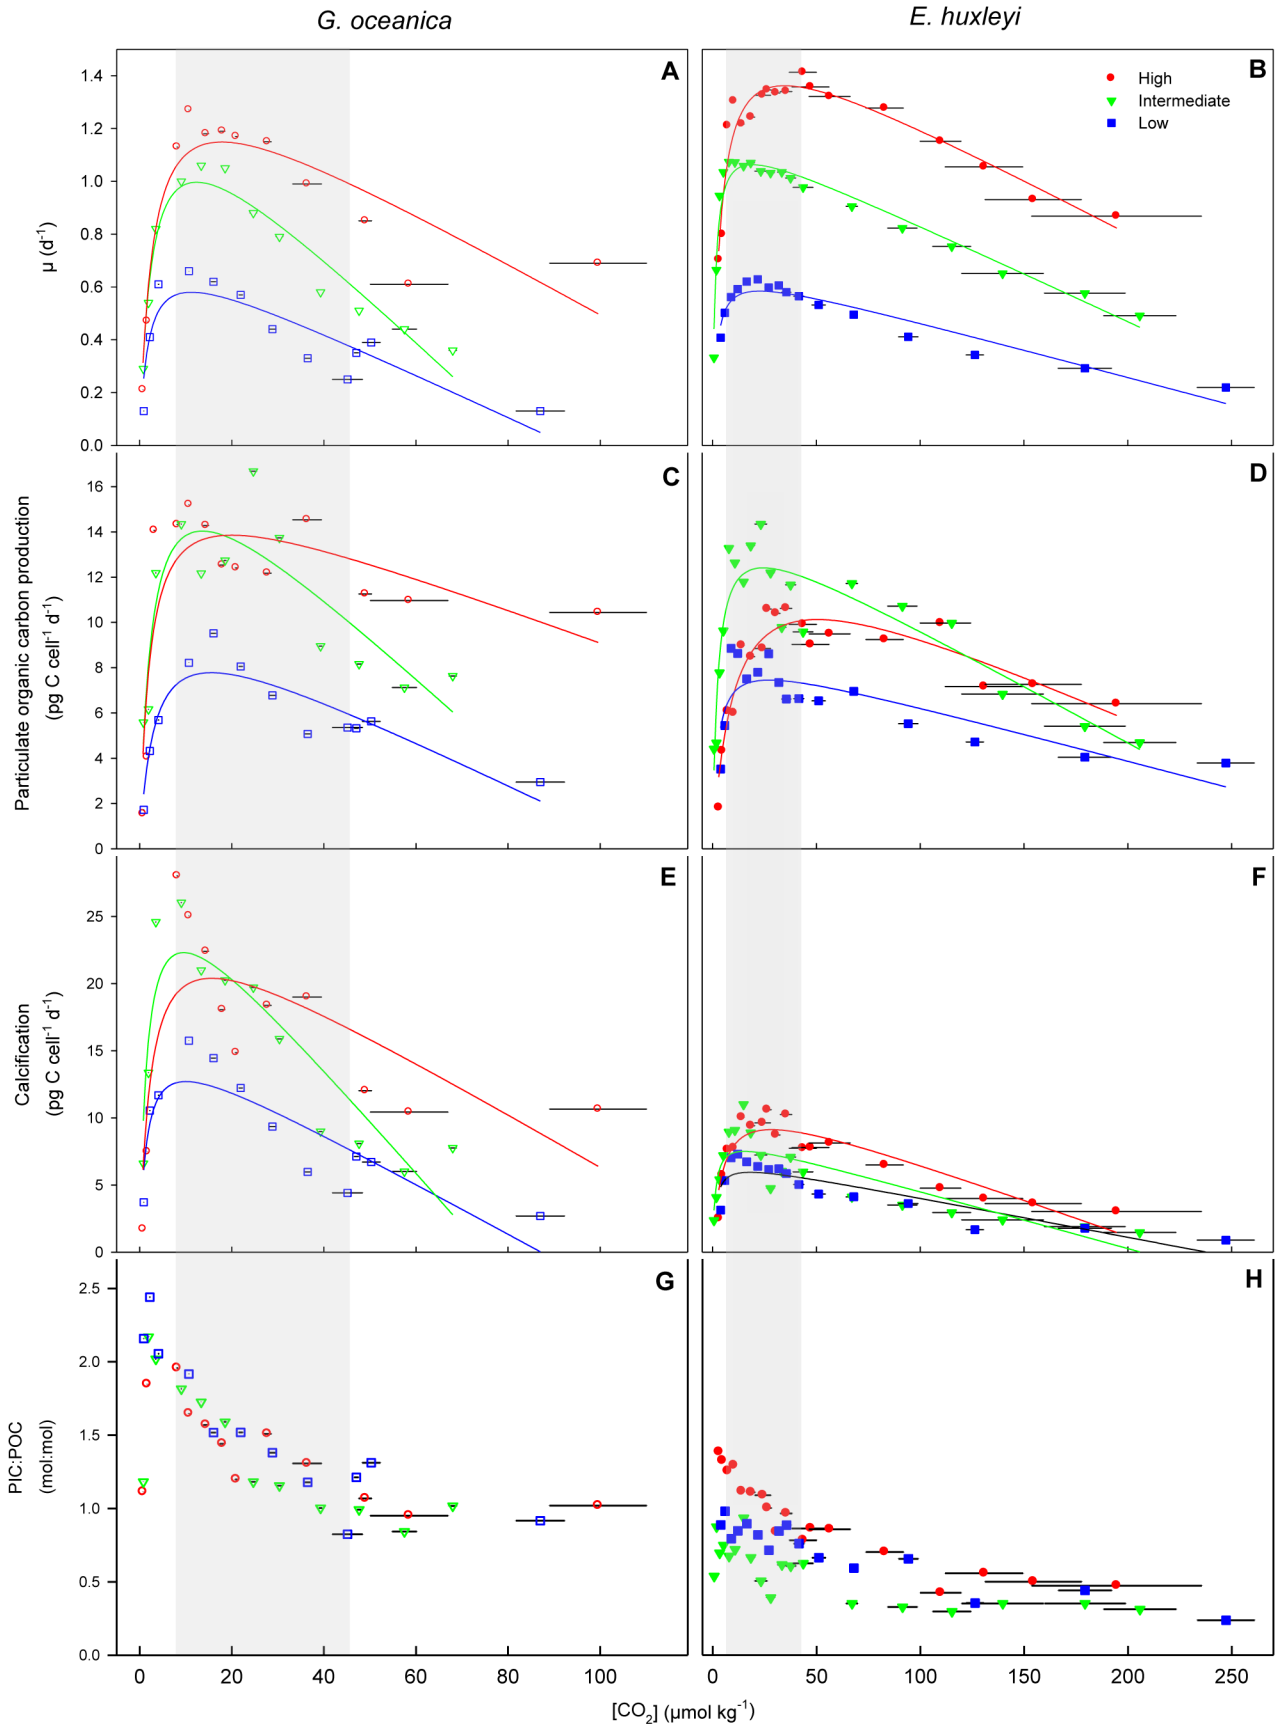 G. oceanica
E. huxleyi
A
B
High
Intermediate
Low
μ (d-1)
1.4
1.2
1.0
0.8
0.6
0.4
0.2
0.0
C
D
Particulate organic carbon production
(pg C cell-1 d-1)
16
14
12
10
8
6
4
2
0
E
F
Calcification
(pg C cell-1 d-1)
25
20
15
10
5
0
G
H
PIC:POC
(mol:mol)
2.5
2.0
1.5
1.0
0.5
0.0
0 20 40 60 80 100
0 50 100 150 200 250
[CO2] (μmol kg-1)